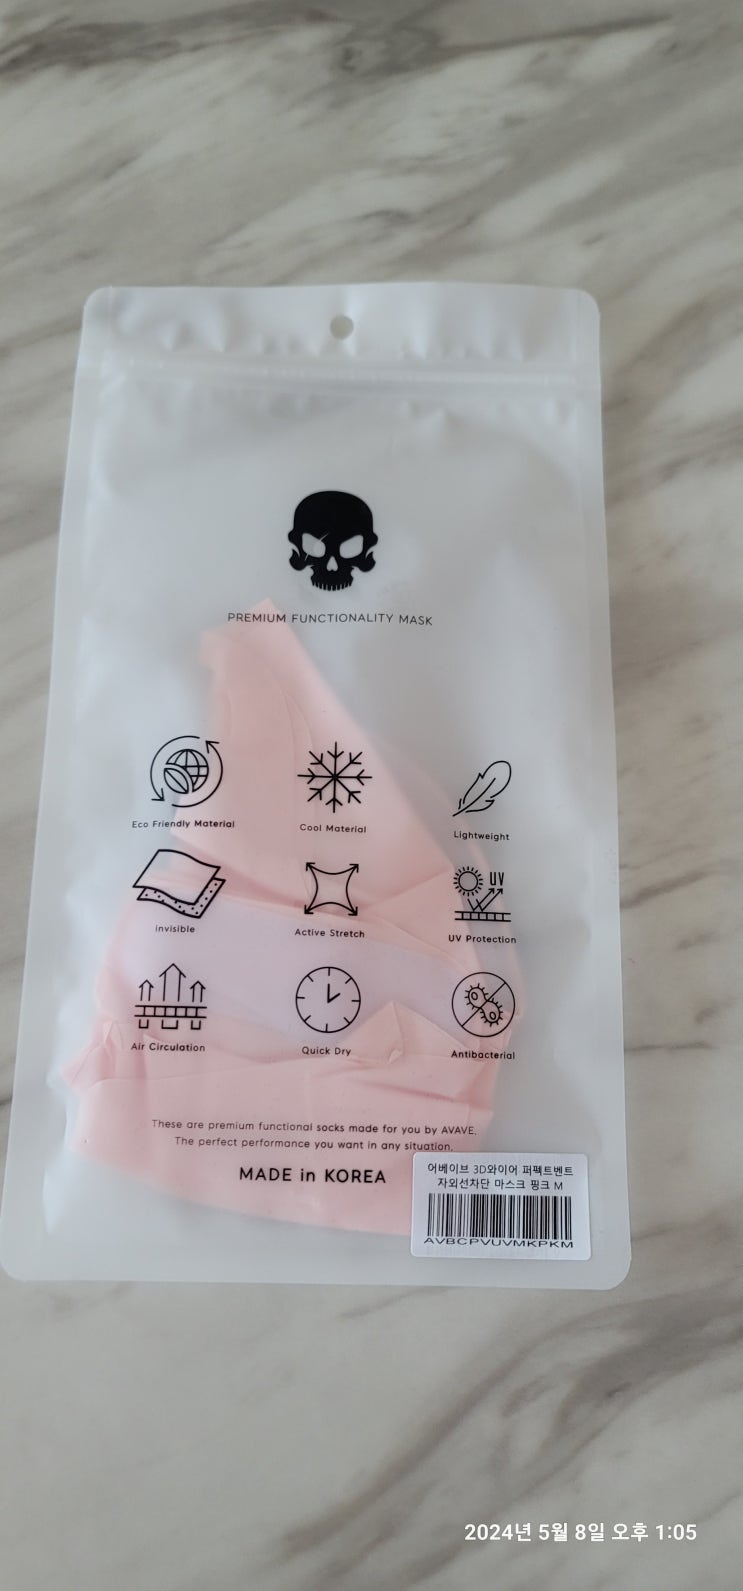 PREMIUM FUNCTIONALITY MASK
Eco Friendly Material
Cool Material
Lightweight
UV
invisible
Active Stretch
UV Protection
Air Circulation
Quick Dry
Antibacterial
These are premium functional socks made for you by AVAVE.
The perfect performance you want in any situation.
MADE in KOREA
어베이브 3D와이어 퍼펙트벤트
자외선차단 마스크 핑크 M
AVBCPVUVMKPKM
2024년 5월 8일 오후 1:05